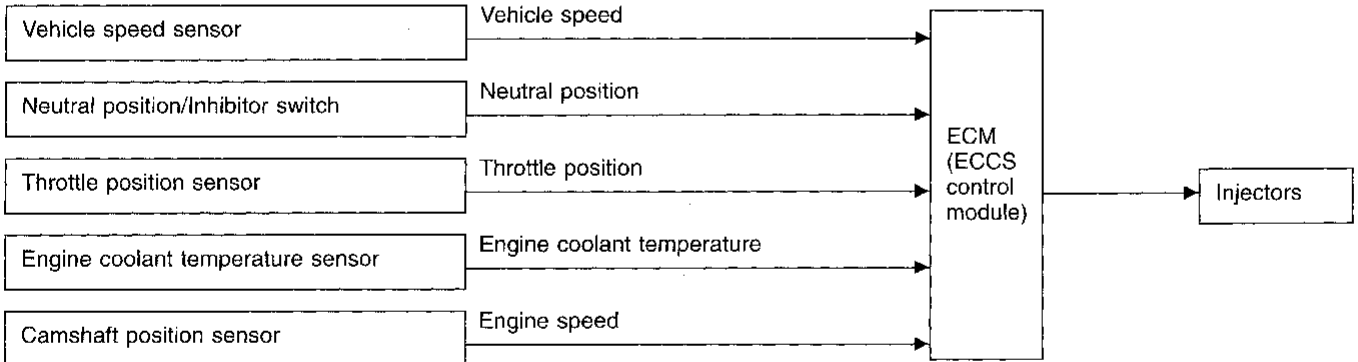 Vehicle speed sensor
Vehicle speed
Neutral position/Inhibitor switch
Neutral position
Throttle position sensor
Throttle position
Engine coolant temperature sensor
Engine coolant temperature
Camshaft position sensor
Engine speed
ECM
(ECCS
control
module)
Injectors